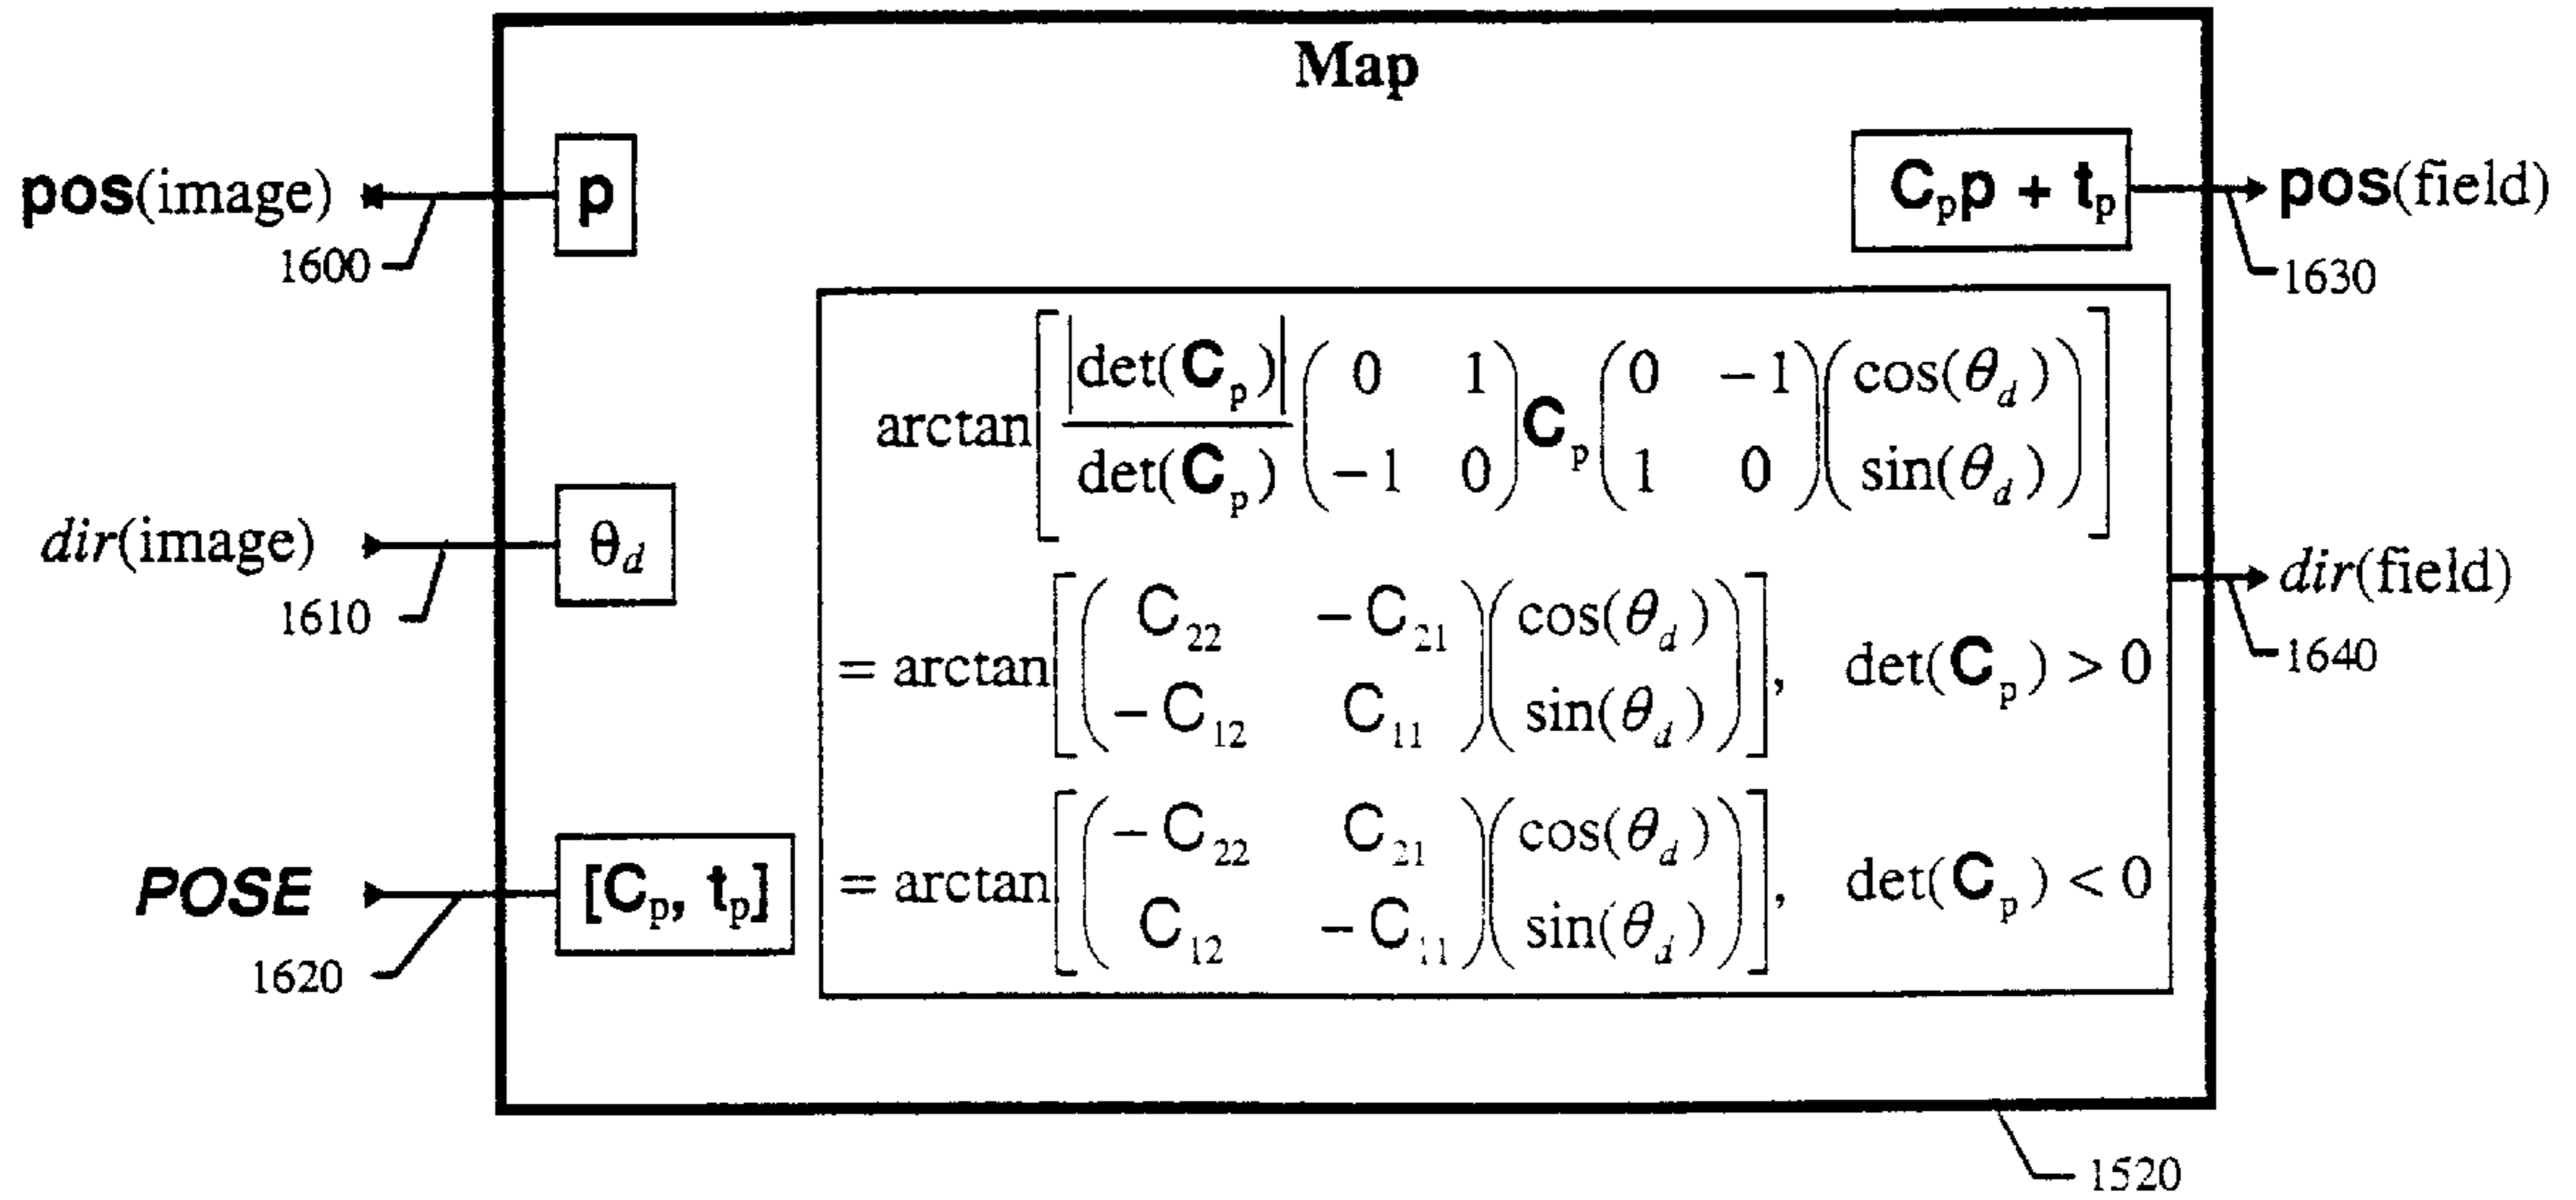 Map
pos(image) p C_p p + t_p pos(field)
1600 1630
arctan[ |det(C_p)| / det(C_p) ( 0 1 ; −1 0 ) C_p ( 0 −1 ; 1 0 ) ( cos(θ_d) ; sin(θ_d) ) ]
dir(image) θ_d dir(field)
1610 1640
= arctan[ ( C_22 −C_21 ; −C_12 C_11 ) ( cos(θ_d) ; sin(θ_d) ) ], det(C_p) > 0
POSE [C_p, t_p]
1620
= arctan[ ( −C_22 C_21 ; C_12 −C_11 ) ( cos(θ_d) ; sin(θ_d) ) ], det(C_p) < 0
1520